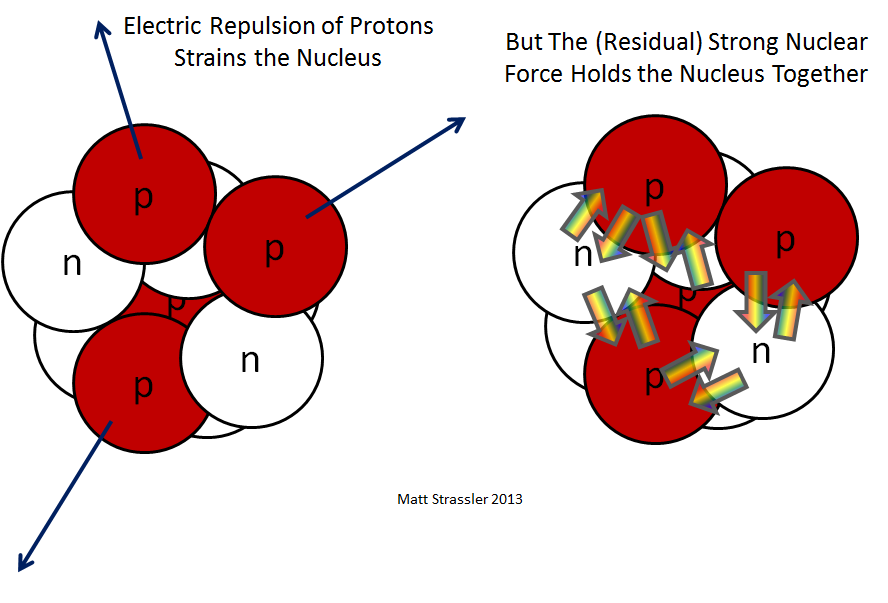 Electric Repulsion of Protons
Strains the Nucleus
But The (Residual) Strong Nuclear
Force Holds the Nucleus Together
p
p
n
p
n
p
p
p
n
p
n
p
Matt Strassler 2013